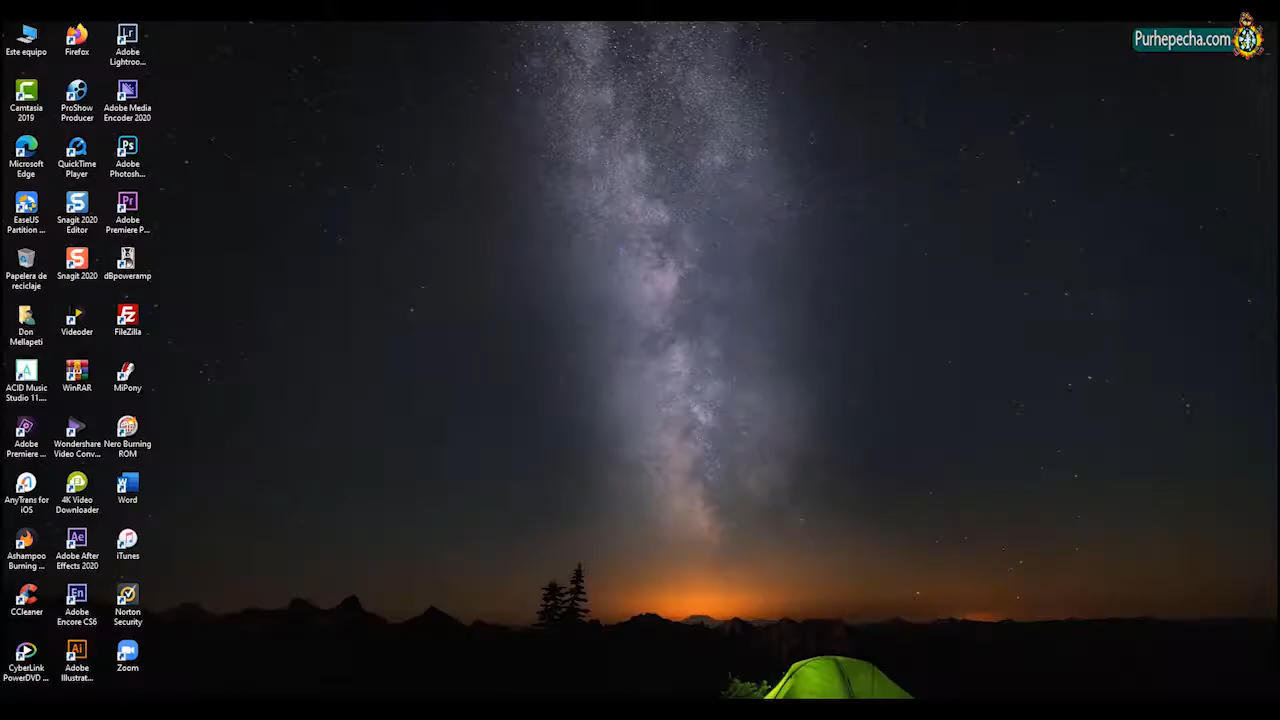 Purhepecha.com
Este equipo
Firefox
Adobe
Lightroo...
Camtasia
2019
ProShow
Producer
Adobe Media
Encoder 2020
Microsoft
Edge
QuickTime
Player
Adobe
Photosh...
EaseUS
Partition ...
Snagit 2020
Editor
Adobe
Premiere P...
Papelera de
reciclaje
Snagit 2020
dBpoweramp
Don
Mellapeti
Videoder
FileZilla
ACID Music
Studio 11....
WinRAR
MiPony
Adobe
Premiere ...
Wondershare
Video Conv...
Nero Burning
ROM
AnyTrans for
iOS
4K Video
Downloader
Word
Ashampoo
Burning ...
Adobe After
Effects 2020
iTunes
CCleaner
Adobe
Encore CS6
Norton
Security
CyberLink
PowerDVD ...
Adobe
Illustrat...
Zoom